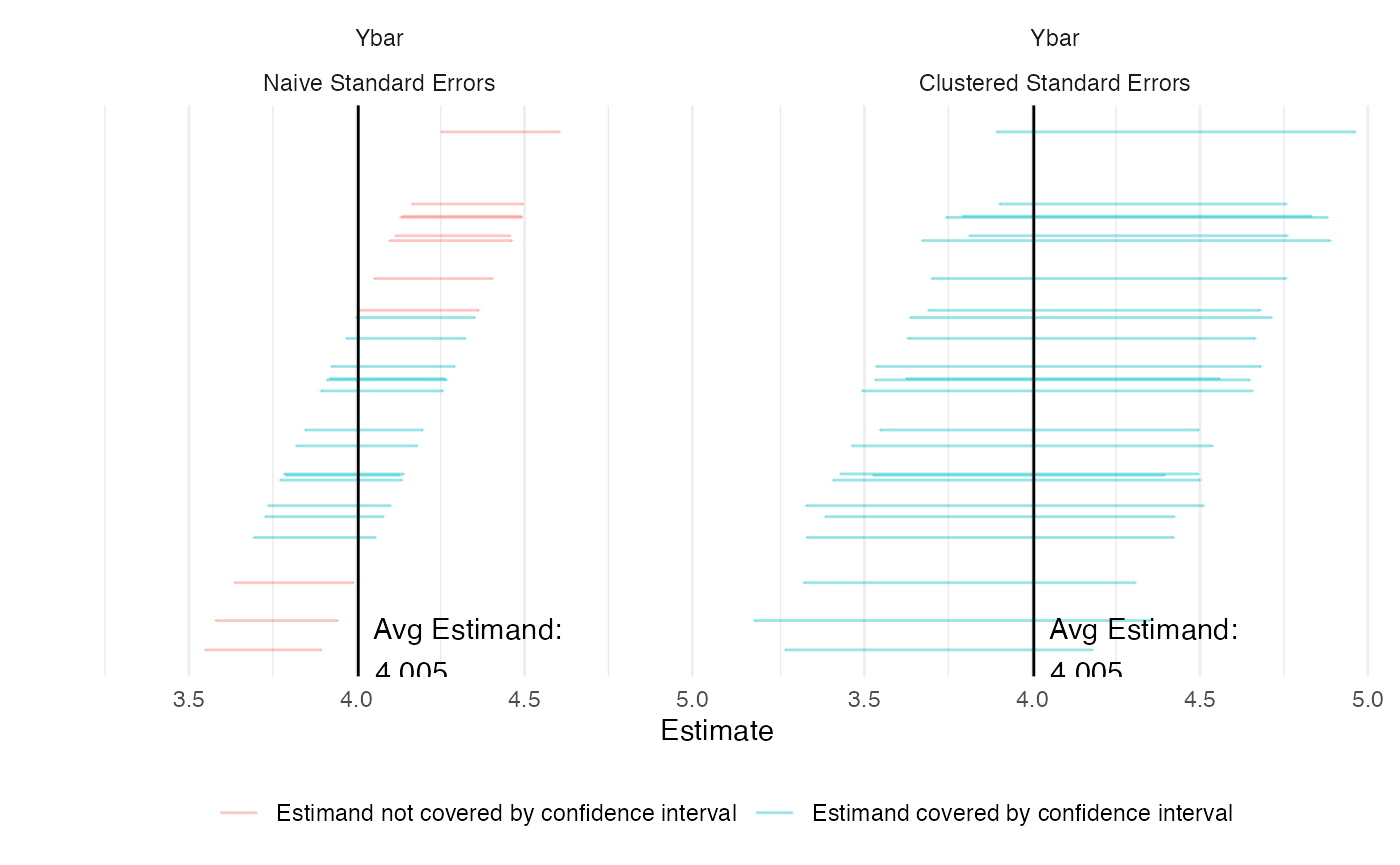 Ybar
Ybar
Naive Standard Errors
Clustered Standard Errors
Avg Estimand:
4.005
Avg Estimand:
4.005
3.5
4.0
4.5
5.0
3.5
4.0
4.5
5.0
Estimate
Estimand not covered by confidence interval
Estimand covered by confidence interval